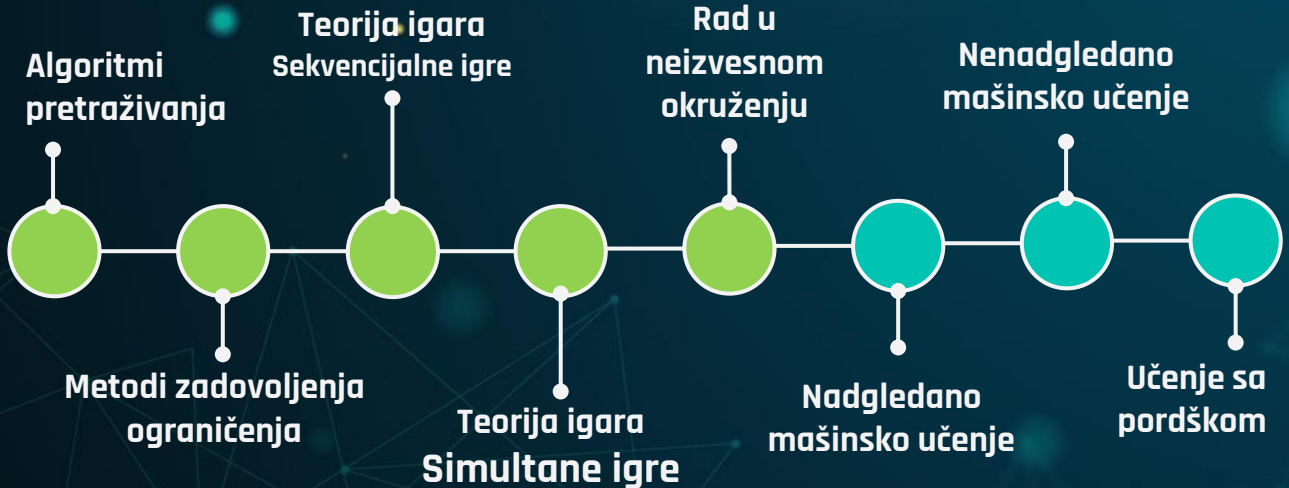 Algoritmi
pretraživanja
Metodi zadovoljenja
ograničenja
Teorija igara
Sekvencijalne igre
Teorija igara
Simultane igre
Rad u
neizvesnom
okruženju
Nadgledano
mašinsko učenje
Nenadgledano
mašinsko učenje
Učenje sa
pordškom